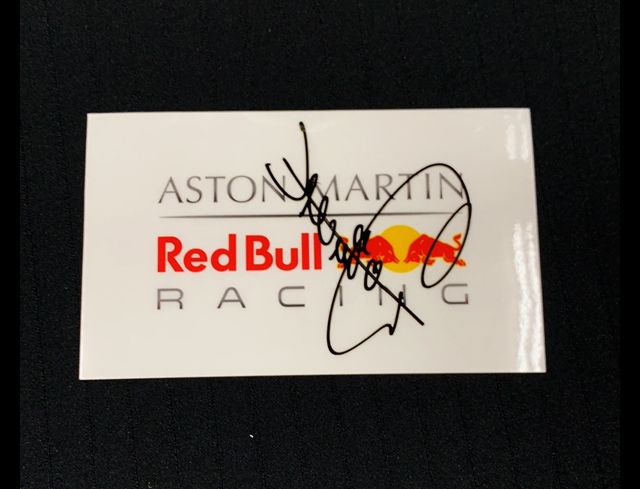 ASTON MARTIN
Red Bull
RACING